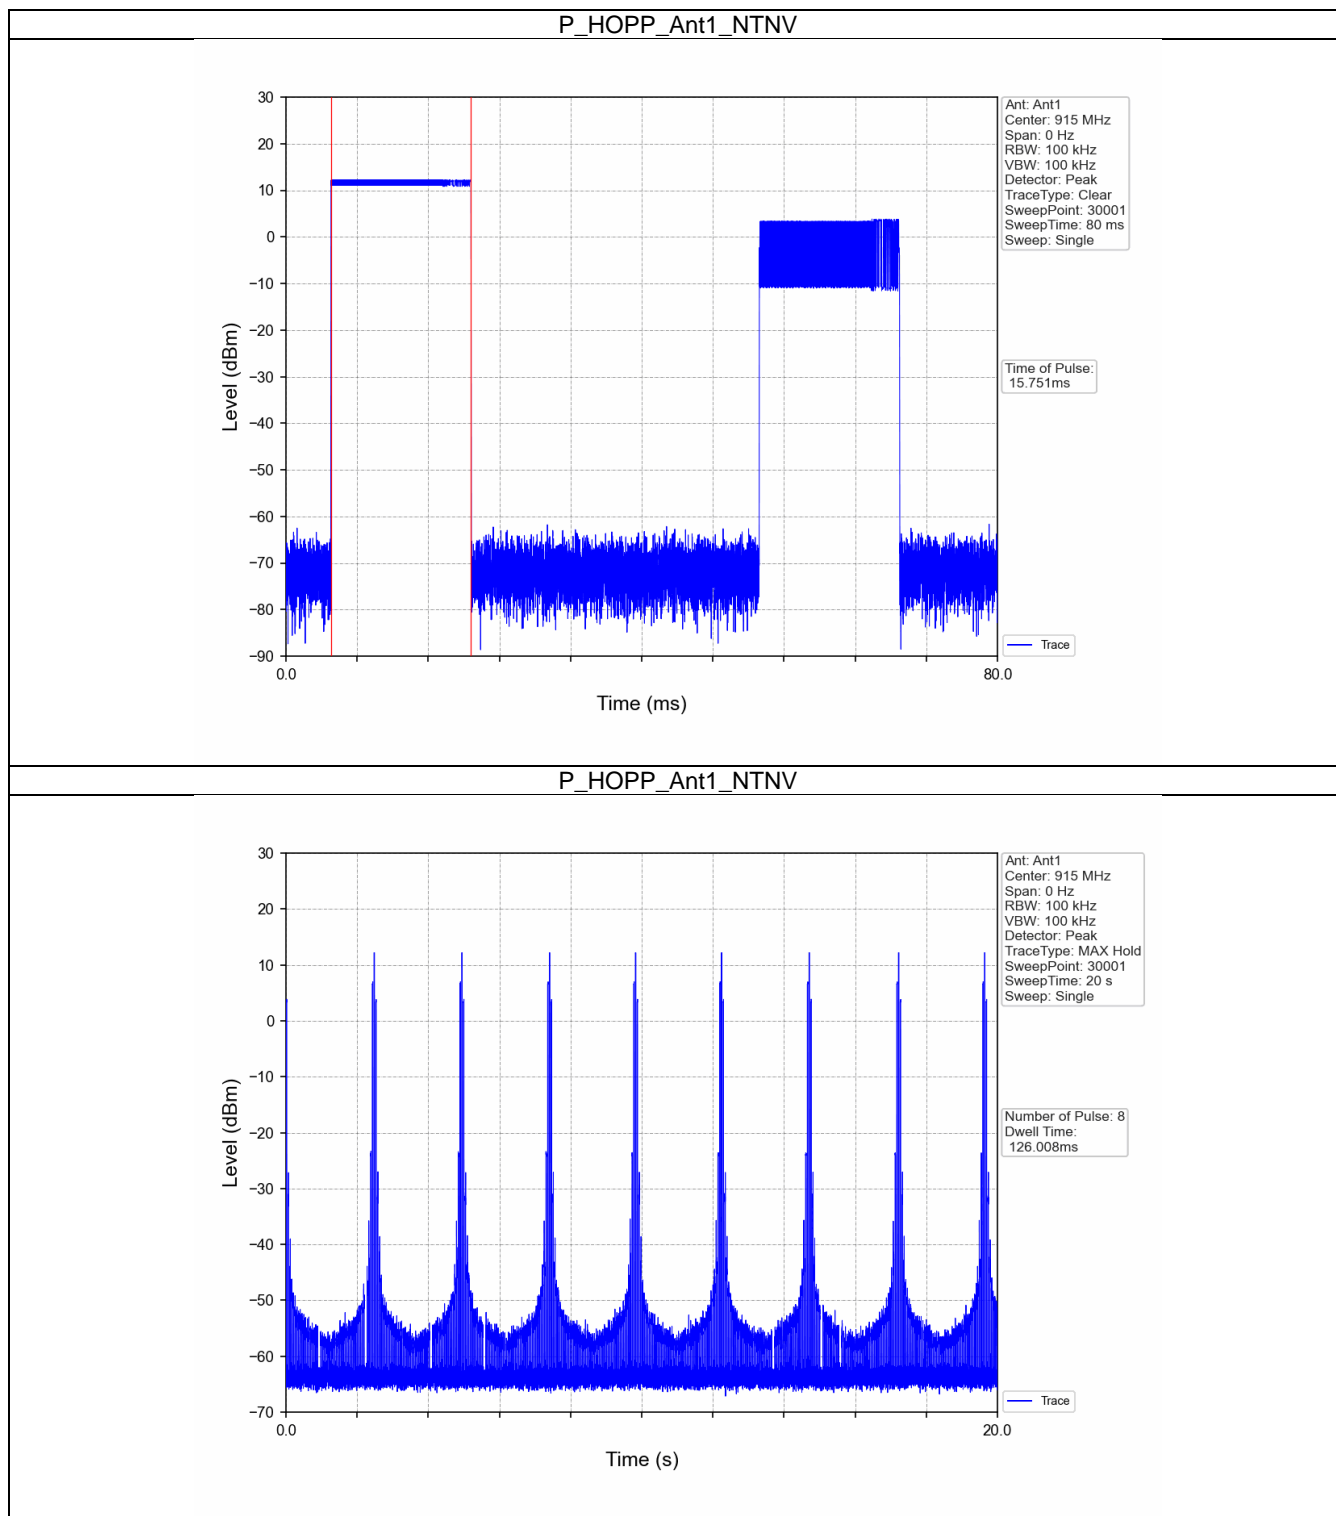 P_HOPP_Ant1_NTNV
30
20
10
0
−10
−20
−30
−40
−50
−60
−70
−80
−90
Level (dBm)
0.0
80.0
Time (ms)
Ant: Ant1
Center: 915 MHz
Span: 0 Hz
RBW: 100 kHz
VBW: 100 kHz
Detector: Peak
TraceType: Clear
SweepPoint: 30001
SweepTime: 80 ms
Sweep: Single
Time of Pulse:
15.751ms
Trace
P_HOPP_Ant1_NTNV
30
20
10
0
−10
−20
−30
−40
−50
−60
−70
Level (dBm)
0.0
20.0
Time (s)
Ant: Ant1
Center: 915 MHz
Span: 0 Hz
RBW: 100 kHz
VBW: 100 kHz
Detector: Peak
TraceType: MAX Hold
SweepPoint: 30001
SweepTime: 20 s
Sweep: Single
Number of Pulse: 8
Dwell Time:
126.008ms
Trace